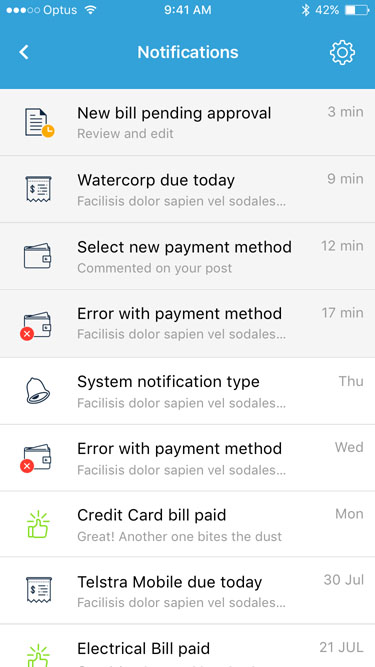 Optus 9:41 AM 42%
Notifications
New bill pending approval 3 min
Review and edit
Watercorp due today 9 min
Facilisis dolor sapien vel sodales...
Select new payment method 12 min
Commented on your post
Error with payment method 17 min
Facilisis dolor sapien vel sodales...
System notification type Thu
Facilisis dolor sapien vel sodales...
Error with payment method Wed
Facilisis dolor sapien vel sodales...
Credit Card bill paid Mon
Great! Another one bites the dust
Telstra Mobile due today 30 Jul
Facilisis dolor sapien vel sodales...
Electrical Bill paid 21 JUL